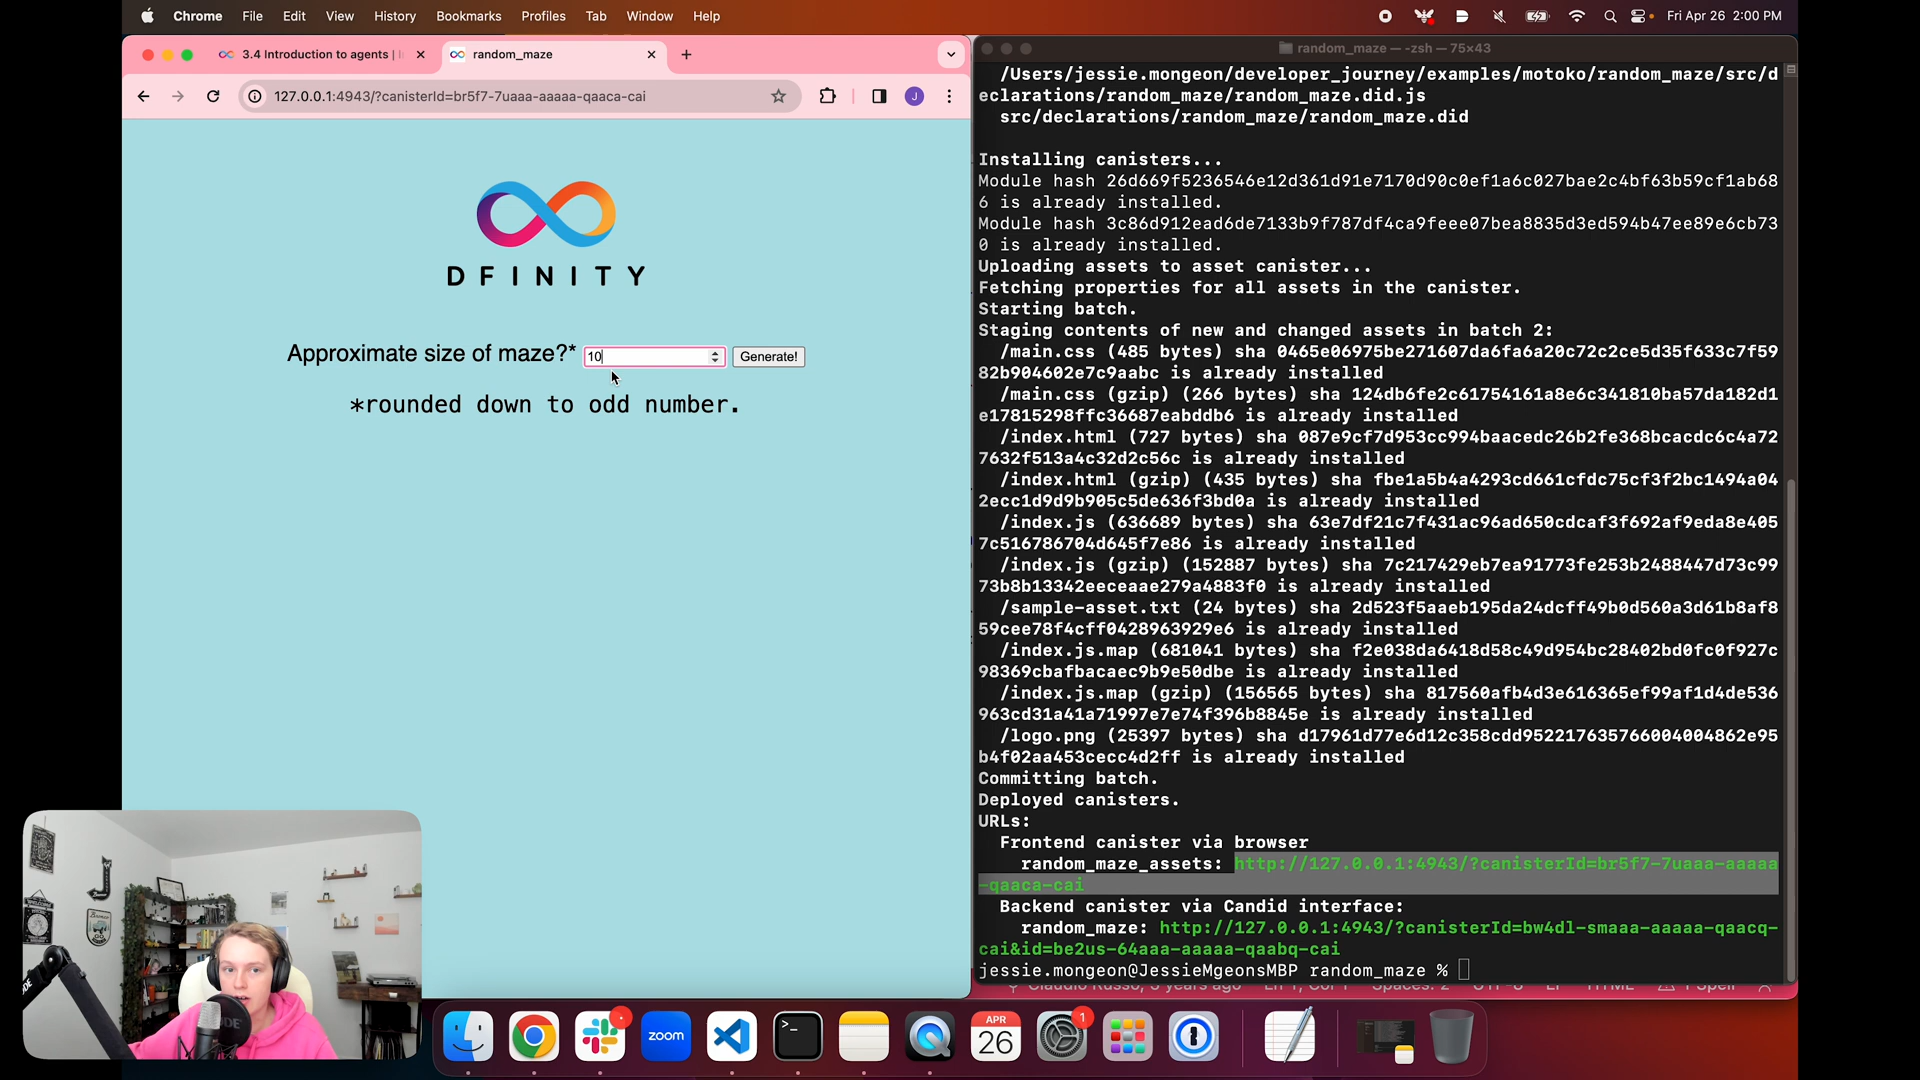 Chrome File Edit View History Bookmarks Profiles Tab Window Help Fri Apr 26 2:00 PM
3.4 Introduction to agents |
random_maze
127.0.0.1:4943/?canisterId=br5f7-7uaaa-aaaaa-qaaca-cai
J
DFINITY
Approximate size of maze?* 10 Generate!
*rounded down to odd number.
random_maze — -zsh — 75×43
/Users/jessie.mongeon/developer_journey/examples/motoko/random_maze/src/d
eclarations/random_maze/random_maze.did.js
src/declarations/random_maze/random_maze.did
Installing canisters...
Module hash 26d669f5236546e12d361d91e7170d90c0ef1a6c027bae2c4bf63b59cf1ab68
6 is already installed.
Module hash 3c86d912ead6de7133b9f787df4ca9feee07bea8835d3ed594b47ee89e6cb73
0 is already installed.
Uploading assets to asset canister...
Fetching properties for all assets in the canister.
Starting batch.
Staging contents of new and changed assets in batch 2:
/main.css (485 bytes) sha 0465e06975be271607da6fa6a20c72c2ce5d35f633c7f59
82b904602e7c9aabc is already installed
/main.css (gzip) (266 bytes) sha 124db6fe2c61754161a8e6c341810ba57da182d1
e17815298ffc36687eabddb6 is already installed
/index.html (727 bytes) sha 087e9cf7d953cc994baacedc26b2fe368bcacdc6c4a72
7632f513a4c32d2c56c is already installed
/index.html (gzip) (435 bytes) sha fbe1a5b4a4293cd661cfdc75cf3f2bc1494a04
2ecc1d9d9b905c5de636f3bd0a is already installed
/index.js (636689 bytes) sha 63e7df21c7f431ac96ad650cdcaf3f692af9eda8e405
7c516786704d645f7e86 is already installed
/index.js (gzip) (152887 bytes) sha 7c217429eb7ea91773fe253b2488447d73c99
73b8b13342eeceaae279a4883f0 is already installed
/sample-asset.txt (24 bytes) sha 2d523f5aaeb195da24dcff49b0d560a3d61b8af8
59cee78f4cff0428963929e6 is already installed
/index.js.map (681041 bytes) sha f2e038da6418d58c49d954bc28402bd0fc0f927c
98369cbafbacaec9b9e50dbe is already installed
/index.js.map (gzip) (156565 bytes) sha 817560afb4d3e616365ef99af1d4de536
963cd31a41a71997e7e74f396b8845e is already installed
/logo.png (25397 bytes) sha d17961d77e6d12c358cdd952217635766004004862e95
b4f02aa453cecc4d2ff is already installed
Committing batch.
Deployed canisters.
URLs:
Frontend canister via browser
random_maze_assets: http://127.0.0.1:4943/?canisterId=br5f7-7uaaa-aaaaa
-qaaca-cai
Backend canister via Candid interface:
random_maze: http://127.0.0.1:4943/?canisterId=bw4dl-smaaa-aaaaa-qaacq-
cai&id=be2us-64aaa-aaaaa-qaabq-cai
jessie.mongeon@JessieMgeonsMBP random_maze %
zoom
APR
26
1